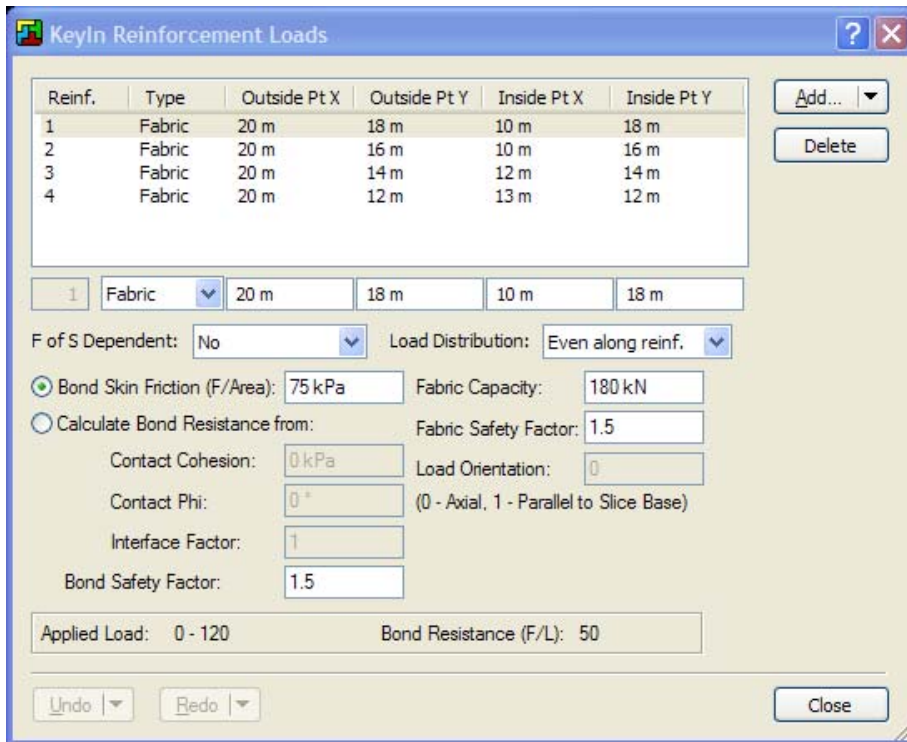 KeyIn Reinforcement Loads
Reinf. Type Outside Pt X Outside Pt Y Inside Pt X Inside Pt Y
1 Fabric 20 m 18 m 10 m 18 m
2 Fabric 20 m 16 m 10 m 16 m
3 Fabric 20 m 14 m 12 m 14 m
4 Fabric 20 m 12 m 13 m 12 m
Add...
Delete
1 Fabric 20 m 18 m 10 m 18 m
F of S Dependent: No Load Distribution: Even along reinf.
Bond Skin Friction (F/Area): 75 kPa Fabric Capacity: 180 kN
Calculate Bond Resistance from: Fabric Safety Factor: 1.5
Contact Cohesion: 0 kPa Load Orientation: 0
Contact Phi: 0 ° (0 - Axial, 1 - Parallel to Slice Base)
Interface Factor: 1
Bond Safety Factor: 1.5
Applied Load: 0 - 120 Bond Resistance (F/L): 50
Undo Redo Close